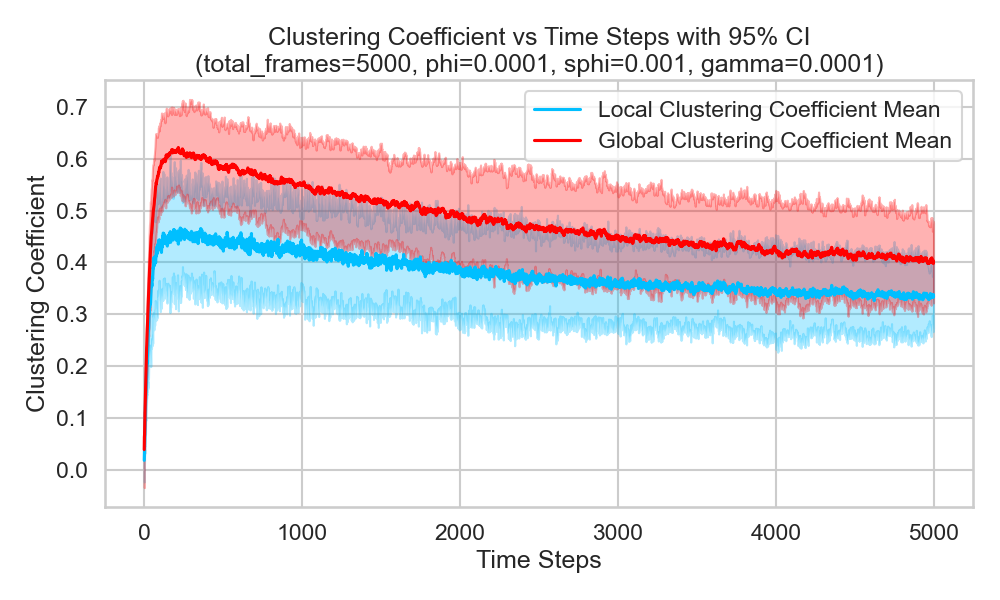 Clustering Coefficient vs Time Steps with 95% CI
(total_frames=5000, phi=0.0001, sphi=0.001, gamma=0.0001)
Local Clustering Coefficient Mean
Global Clustering Coefficient Mean
Clustering Coefficient
0.7
0.6
0.5
0.4
0.3
0.2
0.1
0.0
0 1000 2000 3000 4000 5000
Time Steps